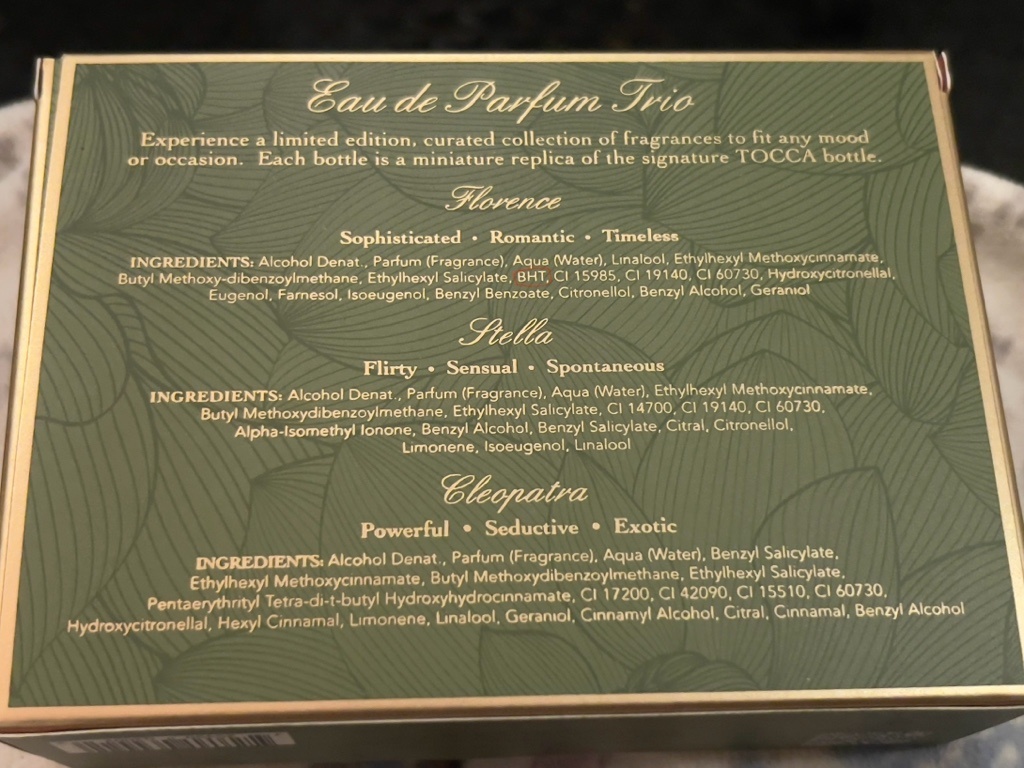 Eau de Parfum Trio
Experience a limited edition, curated collection of fragrances to fit any mood
or occasion. Each bottle is a miniature replica of the signature TOCCA bottle.
Florence
Sophisticated • Romantic • Timeless
INGREDIENTS: Alcohol Denat., Parfum (Fragrance), Aqua (Water), Linalool, Ethylhexyl Methoxycinnamate,
Butyl Methoxy-dibenzoylmethane, Ethylhexyl Salicylate, BHT, CI 15985, CI 19140, CI 60730, Hydroxycitronellal,
Eugenol, Farnesol, Isoeugenol, Benzyl Benzoate, Citronellol, Benzyl Alcohol, Geraniol
Stella
Flirty • Sensual • Spontaneous
INGREDIENTS: Alcohol Denat., Parfum (Fragrance), Aqua (Water), Ethylhexyl Methoxycinnamate,
Butyl Methoxydibenzoylmethane, Ethylhexyl Salicylate, CI 14700, CI 19140, CI 60730,
Alpha-Isomethyl Ionone, Benzyl Alcohol, Benzyl Salicylate, Citral, Citronellol,
Limonene, Isoeugenol, Linalool
Cleopatra
Powerful • Seductive • Exotic
INGREDIENTS: Alcohol Denat., Parfum (Fragrance), Aqua (Water), Benzyl Salicylate,
Ethylhexyl Methoxycinnamate, Butyl Methoxydibenzoylmethane, Ethylhexyl Salicylate,
Pentaerythrityl Tetra-di-t-butyl Hydroxyhydrocinnamate, CI 17200, CI 42090, CI 15510, CI 60730,
Hydroxycitronellal, Hexyl Cinnamal, Limonene, Linalool, Geraniol, Cinnamyl Alcohol, Citral, Cinnamal, Benzyl Alcohol